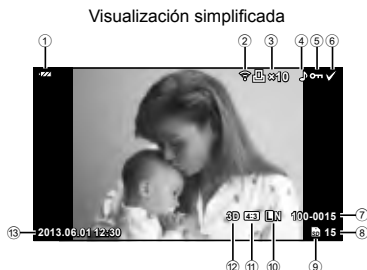 Visualización simplificada
① ② ③ ④ ⑤ ⑥
×10
3D 4:3 LN 100-0015 ⑦
2013.06.01 12:30 15 ⑧
⑬ ⑫ ⑪ ⑩ ⑨